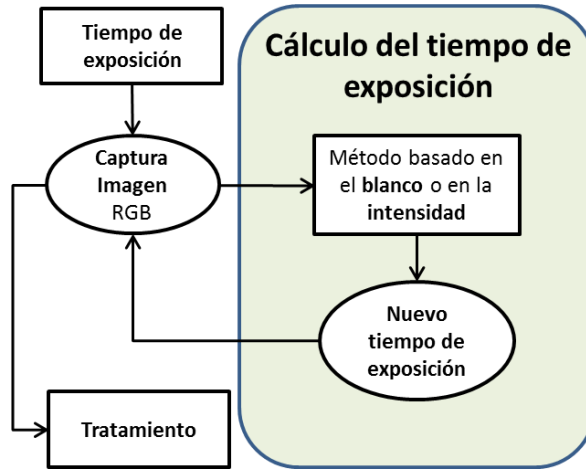 Tiempo de
exposición
Cálculo del tiempo de
exposición
Captura
Imagen
RGB
Método basado en
el blanco o en la
intensidad
Nuevo
tiempo de
exposición
Tratamiento